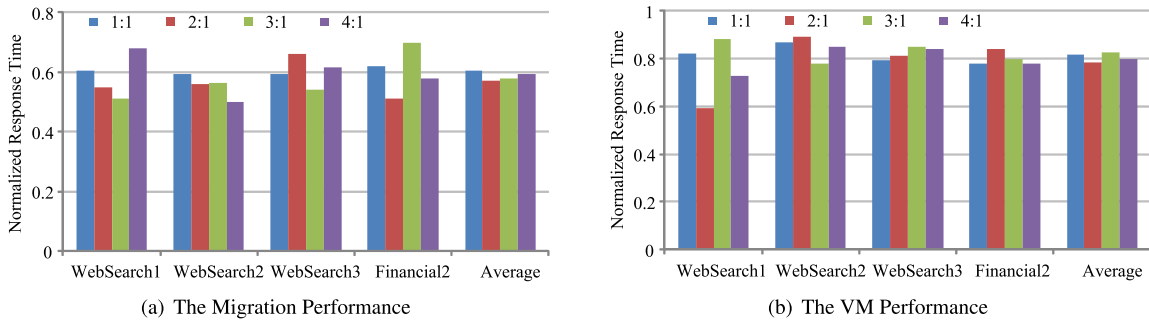 Normalized Response Time
1:1 2:1 3:1 4:1
0.8
0.6
0.4
0.2
0
WebSearch1 WebSearch2 WebSearch3 Financial2 Average
(a) The Migration Performance
Normalized Response Time
1:1 2:1 3:1 4:1
1
0.8
0.6
0.4
0.2
0
WebSearch1 WebSearch2 WebSearch3 Financial2 Average
(b) The VM Performance